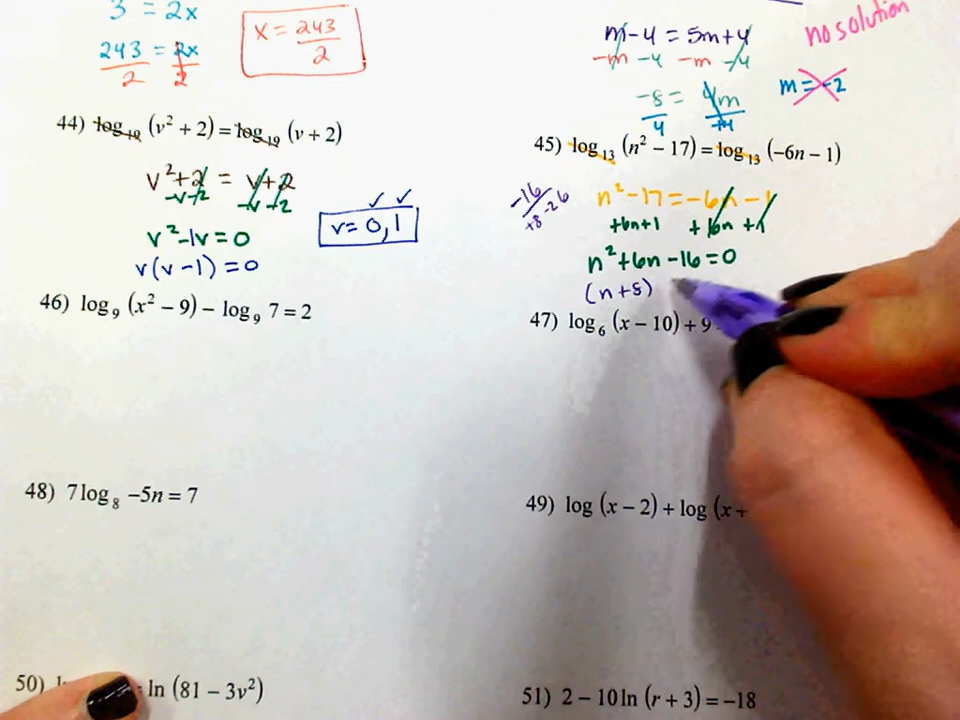 3 = 2x
243 = 2x
2 2
x = 243
2
m - 4 = 5m + 4
-m -4 -m -4
-8 = 4m
4
m = -2
no solution
44) log₁₉ (v² + 2) = log₁₉ (v + 2)
v² + 2 = v + 2
-v -2 -v -2
v² - 1v = 0
v(v - 1) = 0
v = 0, 1 ✓ ✓
45) log₁₃ (n² − 17) = log₁₃ (−6n − 1)
-16
+8 -2 6
n² - 17 = -6n - 1
+6n +1 +6n +1
n² + 6n - 16 = 0
(n + 8)
46) log₉ (x² − 9) − log₉ 7 = 2
47) log₆ (x − 10) + 9
48) 7 log₈ −5n = 7
49) log (x − 2) + log (x +
50) ln (81 − 3v²)
51) 2 − 10 ln (r + 3) = −18